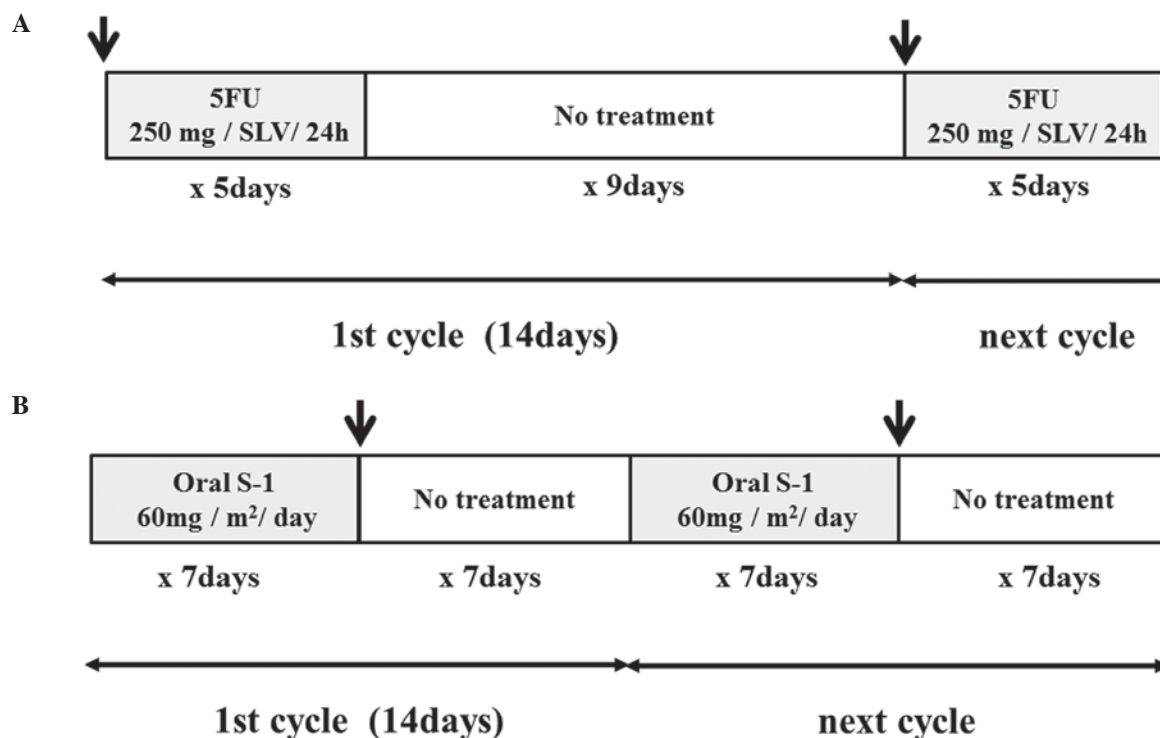 A
5FU
250 mg / SLV/ 24h
No treatment
5FU
250 mg / SLV/ 24h
x 5days
x 9days
x 5days
1st cycle (14days)
next cycle
B
Oral S-1
60mg / m²/ day
No treatment
Oral S-1
60mg / m²/ day
No treatment
x 7days
x 7days
x 7days
x 7days
1st cycle (14days)
next cycle